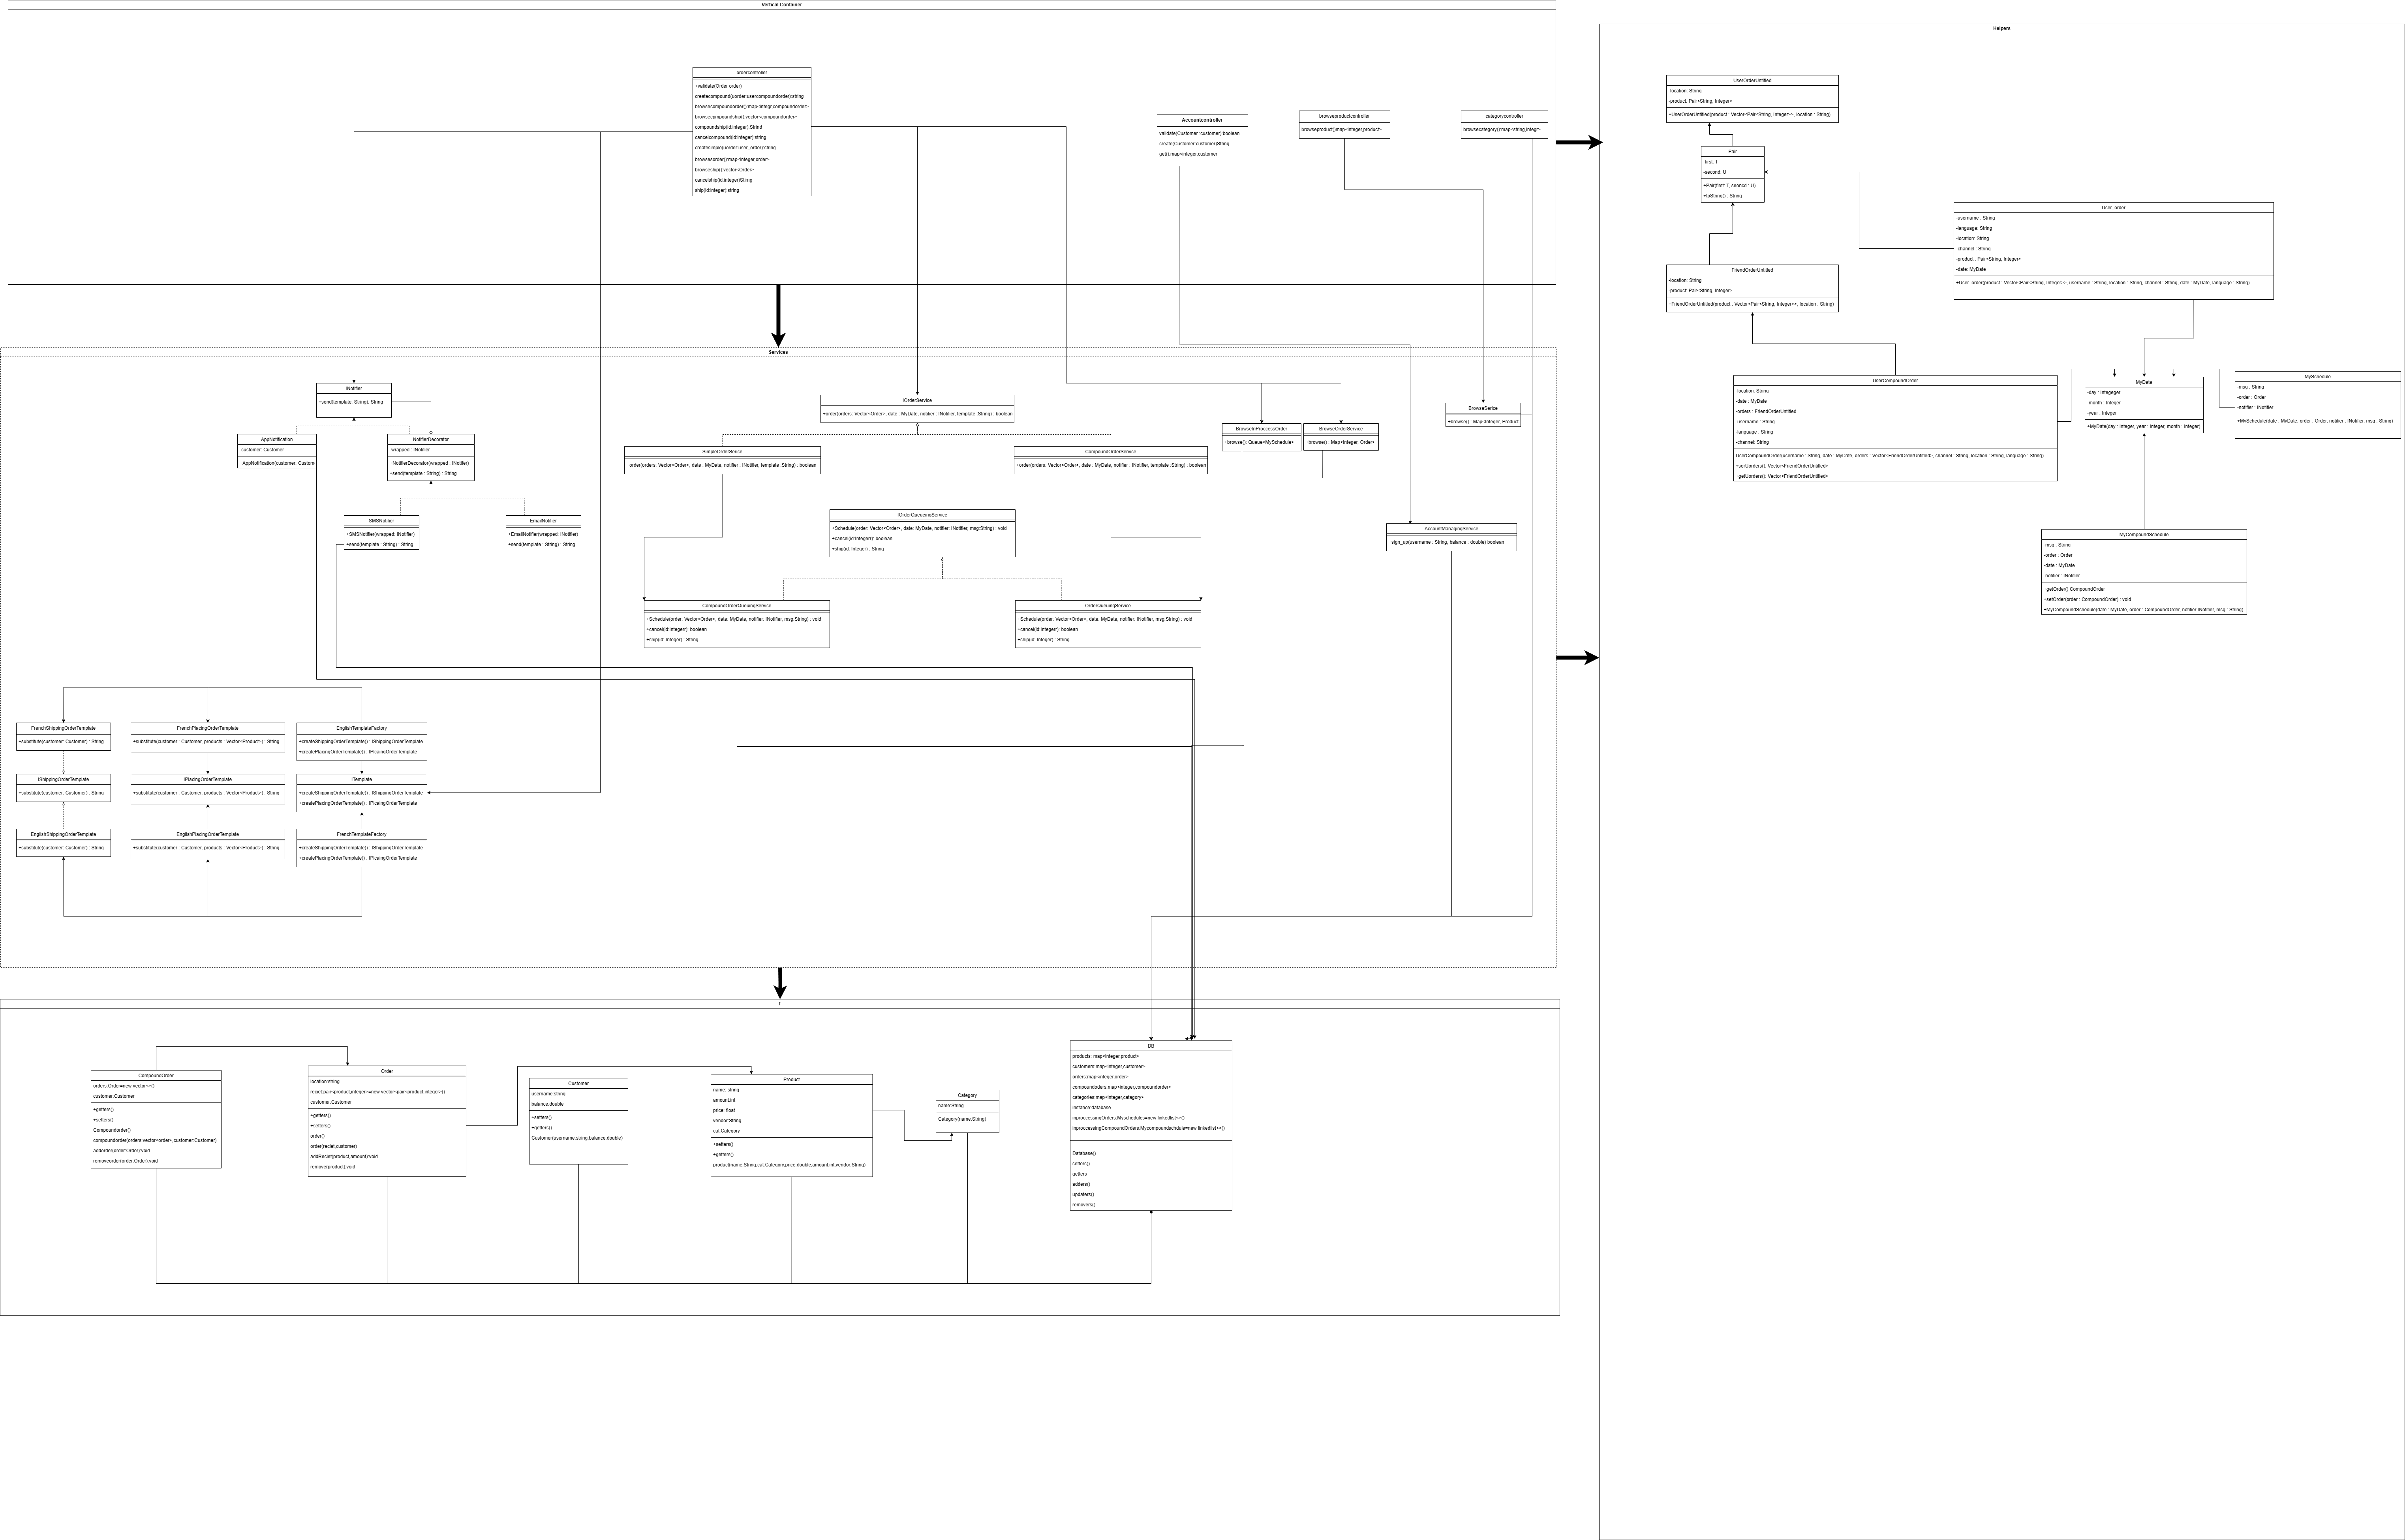 Vertical Container
ordercontroller
+validate(Order order)
createcompound(uorder:usercompoundorder):string
browsecompoundorder():map<integr,compoundorder>
browsecpmpoundship():vector<compoundorder>
compoundship(id:integer):Strind
cancelcompound(id:integer):string
createsimple(uorder:user_order):string
browsesorder():map<integer,order>
browseship():vector<Order>
cancelship(id:integer)Stirng
ship(id:integer):string
Accountcontroller
validate(Customer :customer):boolean
create(Customer:customer)String
get():map<integer,customer
browseproductcontroller
browseproduct()map<integer,product>
categorycontroller
browsecategory():map<string,integr>
Services
INotifier
+send(template :String): String
AppNotification
-customer: Customer
+AppNotification(customer: Custom
NotifierDecorator
-wrapped : INotifier
+NotiferDecorator(wrapped : INotifer)
+send(template : String) : String
SMSNotifier
+SMSNotifier(wrapped: INotifier)
+send(template : String) : String
EmailNotifier
+EmailNotifier(wrapped: INotifier)
+send(template : String) : String
IOrderService
+order(orders: Vector<Order>, date : MyDate, notifier : INotifier, template :String) : boolean
SimpleOrderSerice
+order(orders: Vector<Order>, date : MyDate, notifier : INotifier, template :String) : boolean
CompoundOrderService
+order(orders: Vector<Order>, date : MyDate, notifier : INotifier, template :String) : boolean
BrowseInProccessOrder
+browse(): Queue<MySchedule>
BrowseOrderService
+browse() : Map<Integer, Order>
BrowseSerice
+browse() : Map<Integer, Product
IOrderQueueingService
+Schedule(order: Vector<Order>, date: MyDate, notifier: INotifier, msg:String) : void
+cancel(id:Integerr): boolean
+ship(id: Integer) : String
AccountManagingService
+sign_up(username : String, balance : double) boolean
CompoundOrderQueuingService
+Schedule(order: Vector<Order>, date: MyDate, notifier: INotifier, msg:String) : void
+cancel(id:Integerr): boolean
+ship(id: Integer) : String
OrderQueuingService
+Schedule(order: Vector<Order>, date: MyDate, notifier: INotifier, msg:String) : void
+cancel(id:Integerr): boolean
+ship(id: Integer) : String
FrenchShippingOrderTemplate
+substitute(customer: Customer) : String
FrenchPlacingOrderTemplate
+substitute(customer : Customer, products : Vector<Product>) : String
EnglishTemplateFactory
+createShippingOrderTemplate() : IShippingOrderTemplate
+createPlacingOrderTemplate() : IPlcaingOrderTemplate
IShippingOrderTemplate
+substitute(customer: Customer) : String
IPlacingOrderTemplate
+substitute(customer : Customer, products : Vector<Product>) : String
ITemplate
+createShippingOrderTemplate() : IShippingOrderTemplate
+createPlacingOrderTemplate() : IPlcaingOrderTemplate
EnglishShippingOrderTemplate
+substitute(customer: Customer) : String
EnglishPlacingOrderTemplate
+substitute(customer : Customer, products : Vector<Product>) : String
FrenchTemplateFactory
+createShippingOrderTemplate() : IShippingOrderTemplate
+createPlacingOrderTemplate() : IPlcaingOrderTemplate
f
CompoundOrder
orders:Order=new vector<>()
customer:Customer
+getters()
+setters()
Compoundorder()
compoundorder(orders:vector<order>,customer:Customer)
addorder(order:Order):void
removeorder(order:Order):void
Order
location:string
reciet:pair<product,integer>=new vector<pair<product,integer>()
customer:Customer
+getters()
+setters()
order()
order(reciet,customer)
addReciet(product,amount):void
remove(product):void
Customer
username:string
balance:double
+setters()
+getters()
Customer(username:string,balance:double)
Product
name: string
amount:int
price: float
vendor:String
cat:Category
+setters()
+getters()
product(name:String,cat:Category,price:double,amount:int,vendor:String)
Category
name:String
Category(name:String)
DB
products: map<integer,product>
customers:map<integer,customer>
orders:map<integer,order>
compoundoders:map<integer,compoundorder>
categories:map<integer,catagory>
instance:database
inproccessingOrders:Myschedules=new linkedlist<>()
inproccessingCompoundOrders:Mycompoundschdule=new linkedlist<>()
Database()
setters()
getters
adders()
updaters()
removers()
Helpers
UserOrderUntitled
-location: String
-product: Pair<String, Integer>
+UserOrderUntitled(product : Vector<Pair<String, Integer>>, location : String)
Pair
-first: T
-second: U
+Pair(first: T, seoncd : U)
+toString() : String
User_order
-username : String
-language: String
-location: String
-channel : String
-product : Pair<String, Integer>
-date: MyDate
+User_order(product : Vector<Pair<String, Integer>>, username : String, location : String, channel : String, date : MyDate, language : String)
FriendOrderUntitled
-location: String
-product: Pair<String, Integer>
+FriendOrderUntitled(product : Vector<Pair<String, Integer>>, location : String)
UserCompoundOrder
-location: String
-date : MyDate
-orders : FriendOrderUntitled
-username : String
-language : String
-channel: String
UserCompoundOrder(username : String, date : MyDate, orders : Vector<FriendOrderUntitled>, channel : String, location : String, language : String)
+serUorders(): Vector<FriendOrderUntitled>
+getUorders(): Vector<FriendOrderUntitled>
MyDate
-day : Integeger
-month : Integer
-year : Integer
+MyDate(day : Integer, year : Integer, month : Integer)
MySchedule
-msg : String
-order : Order
-notifier : INotifier
+MySchedule(date : MyDate, order : Order, notifier : INotifier, msg : String)
MyCompoundSchedule
-msg : String
-order : Order
-date : MyDate
-notifier : INotifier
+getOrder() CompoundOrder
+setOrder(order : CompoundOrder) : void
+MyCompoundSchedule(date : MyDate, order : CompoundOrder, notifier INotifier, msg : String)